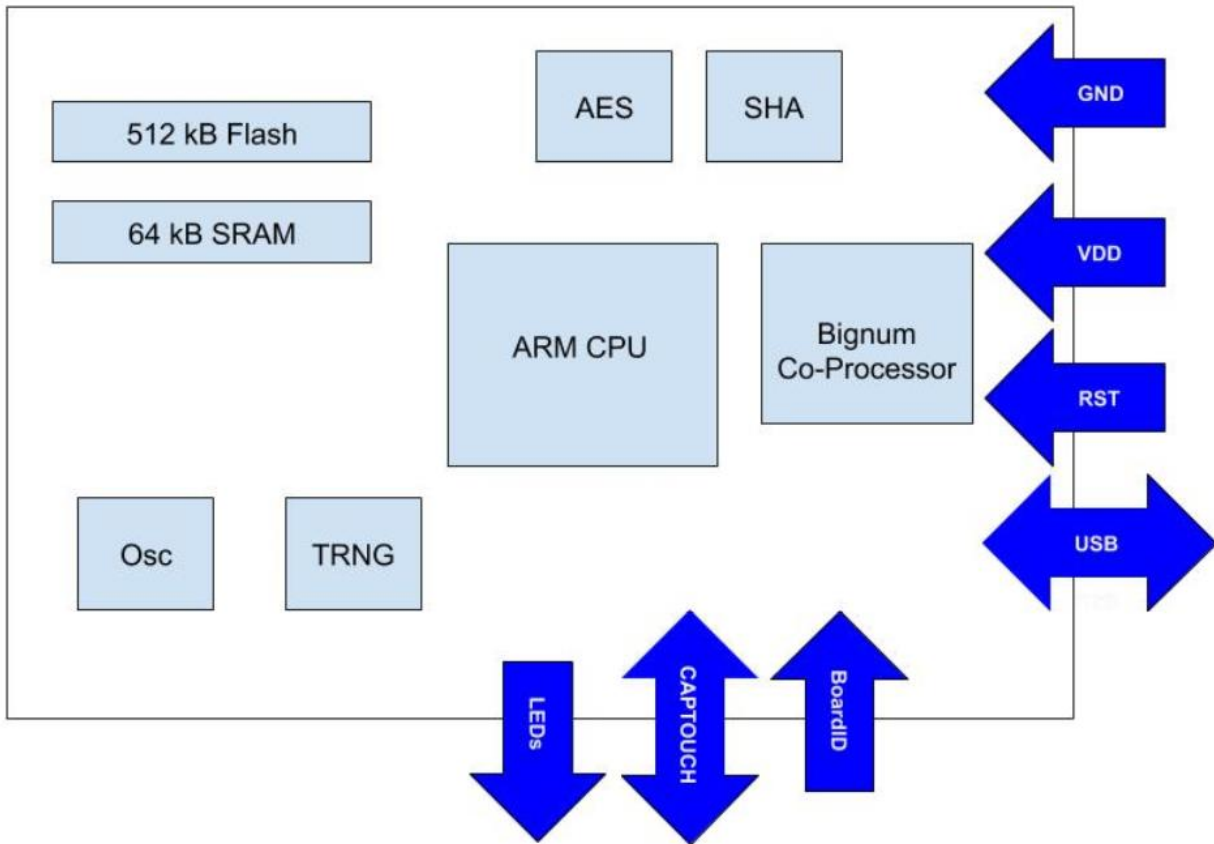 AES
SHA
GND
512 kB Flash
64 kB SRAM
VDD
ARM CPU
Bignum
Co-Processor
RST
Osc
TRNG
USB
LEDs
CAPTOUCH
BoardID